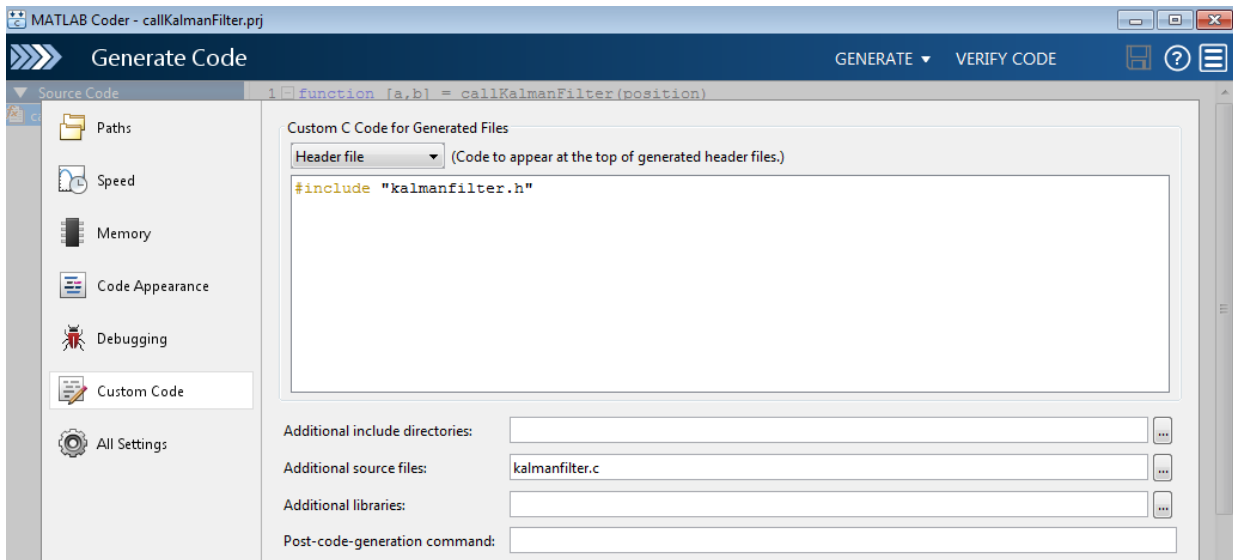 MATLAB Coder - callKalmanFilter.prj
Generate Code
GENERATE
VERIFY CODE
Source Code
1 function [a,b] = callKalmanFilter(position)
Paths
Speed
Memory
Code Appearance
Debugging
Custom Code
All Settings
Custom C Code for Generated Files
Header file (Code to appear at the top of generated header files.)
#include "kalmanfilter.h"
Additional include directories: ...
Additional source files: kalmanfilter.c ...
Additional libraries: ...
Post-code-generation command: